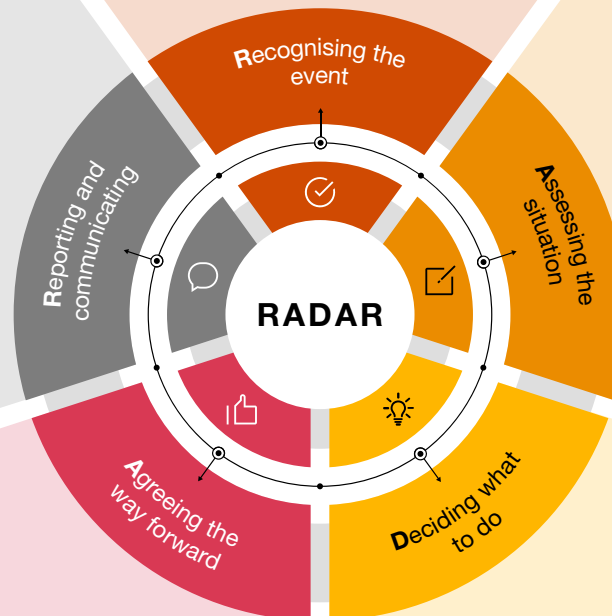 Recognising the
event
Assessing the
situation
Deciding what
to do
Agreeing the
way forward
Reporting and
communicating
RADAR